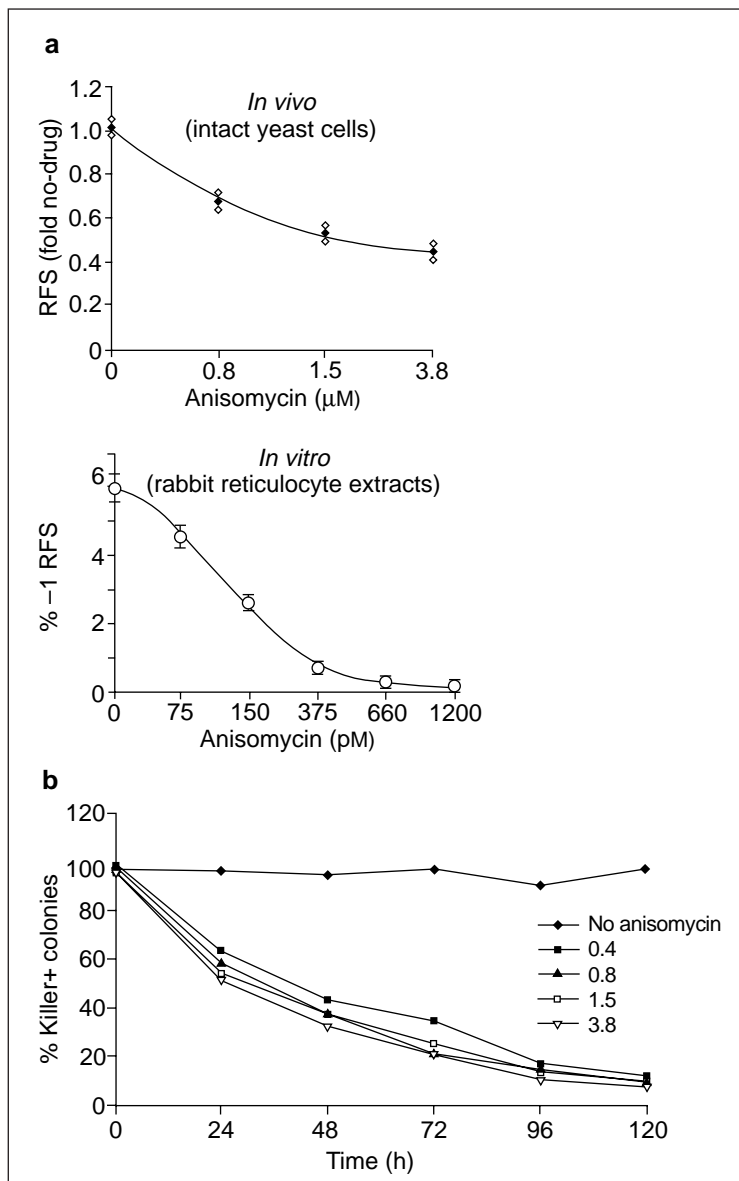 a
1.2
1.0
0.8
0.6
0.4
0.2
0
RFS (fold no-drug)
In vivo
(intact yeast cells)
0 0.8 1.5 3.8
Anisomycin (μM)
In vitro
(rabbit reticulocyte extracts)
6
4
2
0
% –1 RFS
0 75 150 375 660 1200
Anisomycin (pM)
b
120
100
80
60
40
20
0
% Killer+ colonies
No anisomycin
0.4
0.8
1.5
3.8
0 24 48 72 96 120
Time (h)